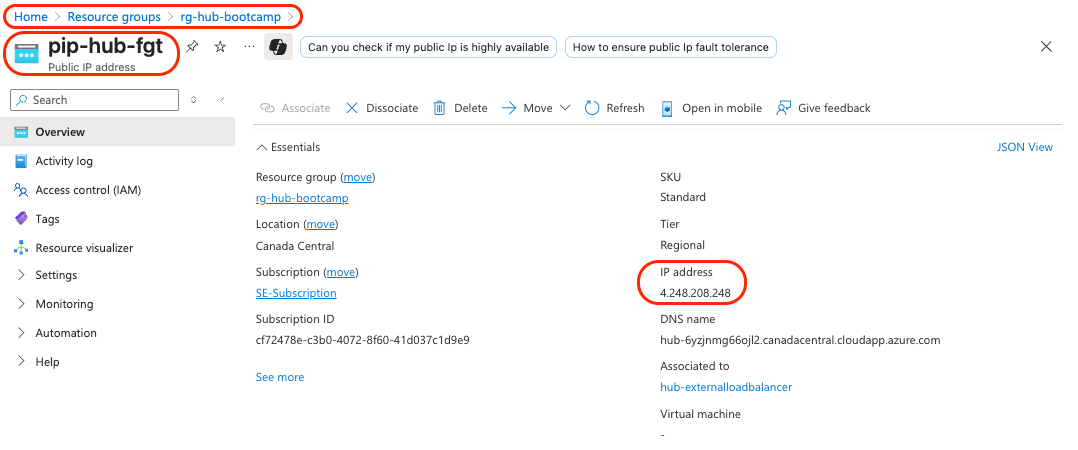 Home > Resource groups > rg-hub-bootcamp >
pip-hub-fgt
Public IP address
...
Can you check if my public Ip is highly available
How to ensure public Ip fault tolerance
Search
Associate
Dissociate
Delete
Move
Refresh
Open in mobile
Give feedback
Overview
Activity log
Access control (IAM)
Tags
Resource visualizer
Settings
Monitoring
Automation
Help
Essentials
JSON View
Resource group (move)
rg-hub-bootcamp
Location (move)
Canada Central
Subscription (move)
SE-Subscription
Subscription ID
cf72478e-c3b0-4072-8f60-41d037c1d9e9
See more
SKU
Standard
Tier
Regional
IP address
4.248.208.248
DNS name
hub-6yzjnmg66ojl2.canadacentral.cloudapp.azure.com
Associated to
hub-externalloadbalancer
Virtual machine
-